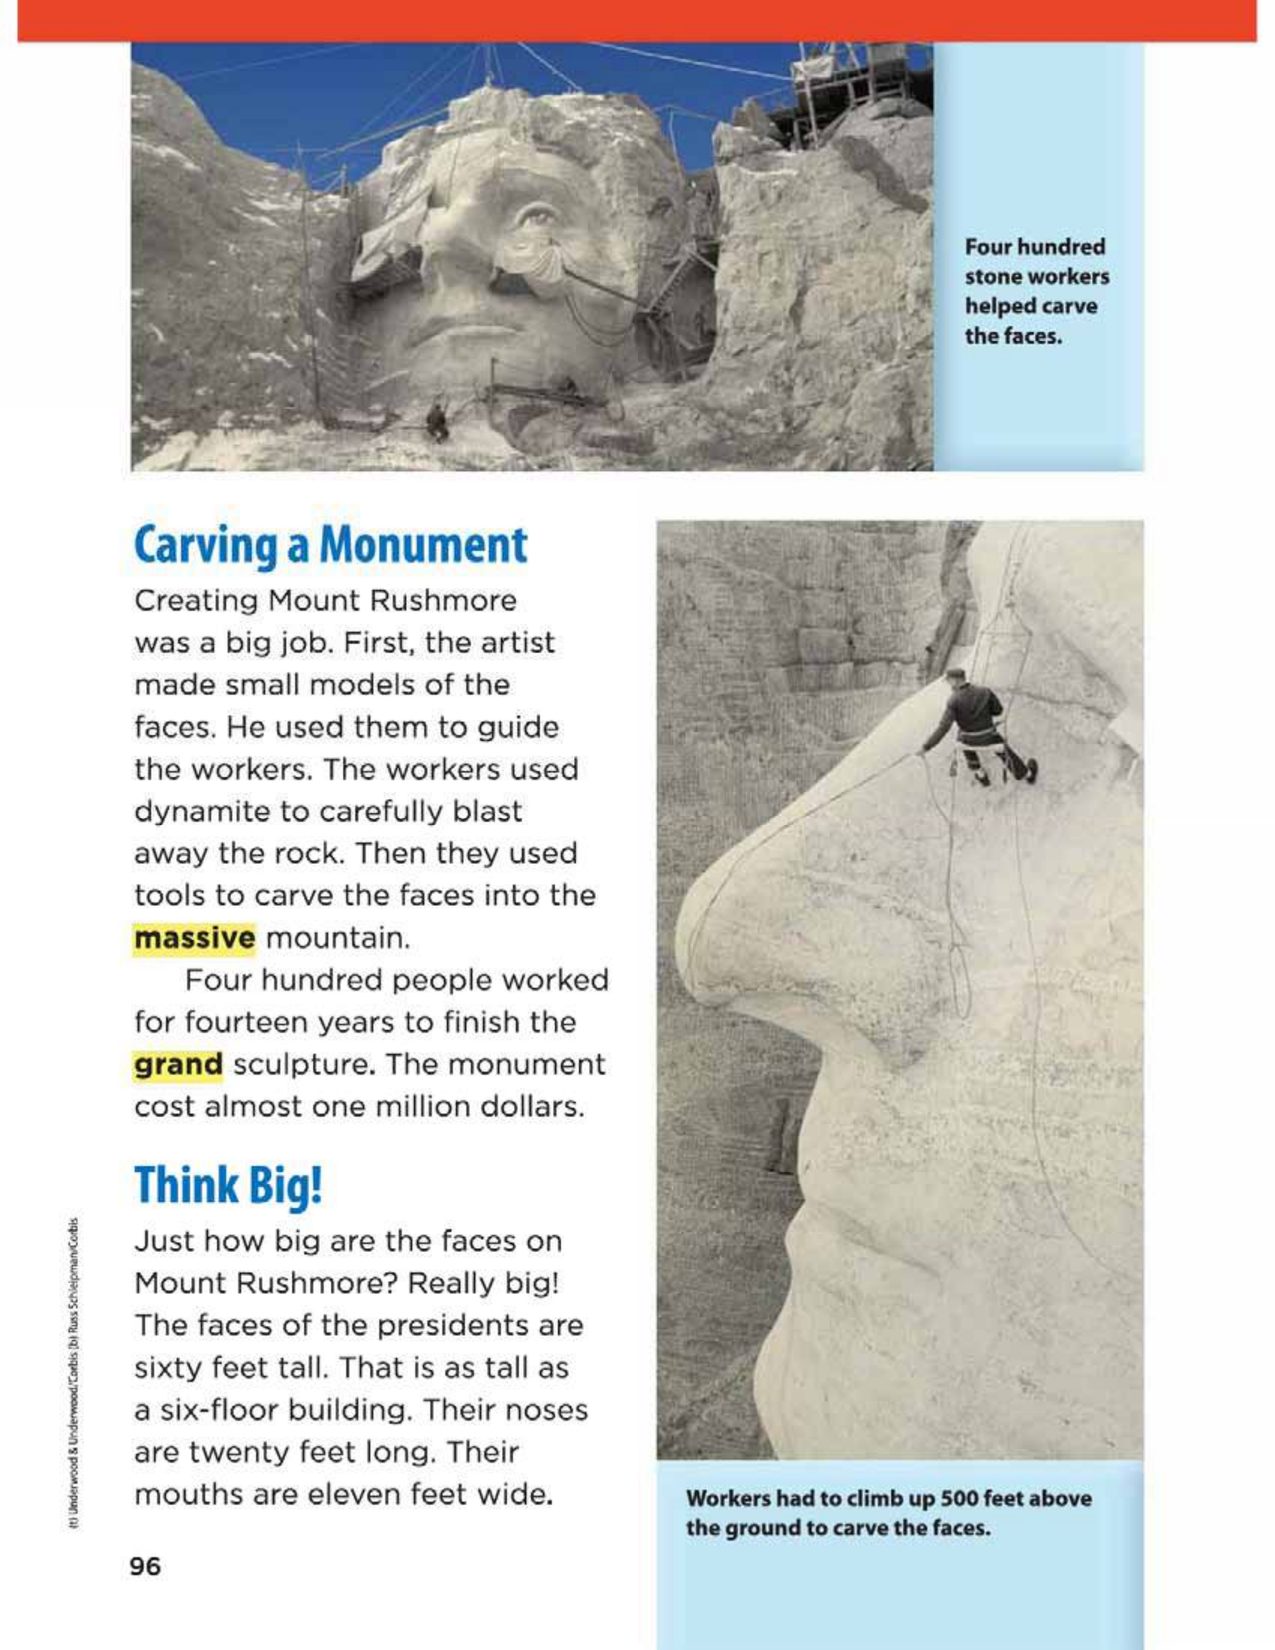 Four hundred
stone workers
helped carve
the faces.
Carving a Monument
Creating Mount Rushmore
was a big job. First, the artist
made small models of the
faces. He used them to guide
the workers. The workers used
dynamite to carefully blast
away the rock. Then they used
tools to carve the faces into the
massive mountain.
Four hundred people worked
for fourteen years to finish the
grand sculpture. The monument
cost almost one million dollars.
Think Big!
Just how big are the faces on
Mount Rushmore? Really big!
The faces of the presidents are
sixty feet tall. That is as tall as
a six-floor building. Their noses
are twenty feet long. Their
mouths are eleven feet wide.
Workers had to climb up 500 feet above
the ground to carve the faces.
(t) Underwood & Underwood/Corbis (b) Russ Schleipman/Corbis
96